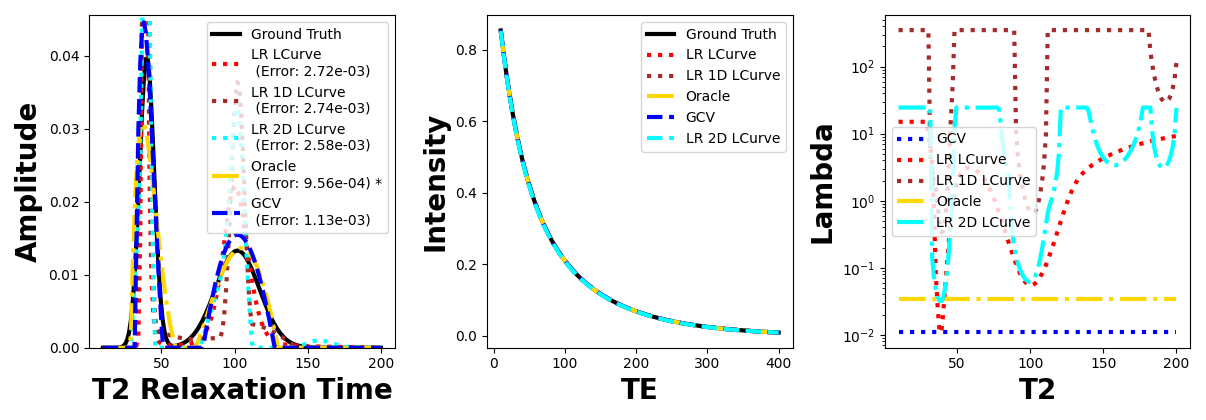 Amplitude
0.04
0.03
0.02
0.01
0.00
50
100
150
200
T2 Relaxation Time
Ground Truth
LR LCurve
(Error: 2.72e-03)
LR 1D LCurve
(Error: 2.74e-03)
LR 2D LCurve
(Error: 2.58e-03)
Oracle
(Error: 9.56e-04) *
GCV
(Error: 1.13e-03)
Intensity
0.8
0.6
0.4
0.2
0.0
0
100
200
300
400
TE
Ground Truth
LR LCurve
LR 1D LCurve
Oracle
GCV
LR 2D LCurve
Lambda
10²
10¹
10⁰
10⁻¹
10⁻²
50
100
150
200
T2
GCV
LR LCurve
LR 1D LCurve
Oracle
LR 2D LCurve